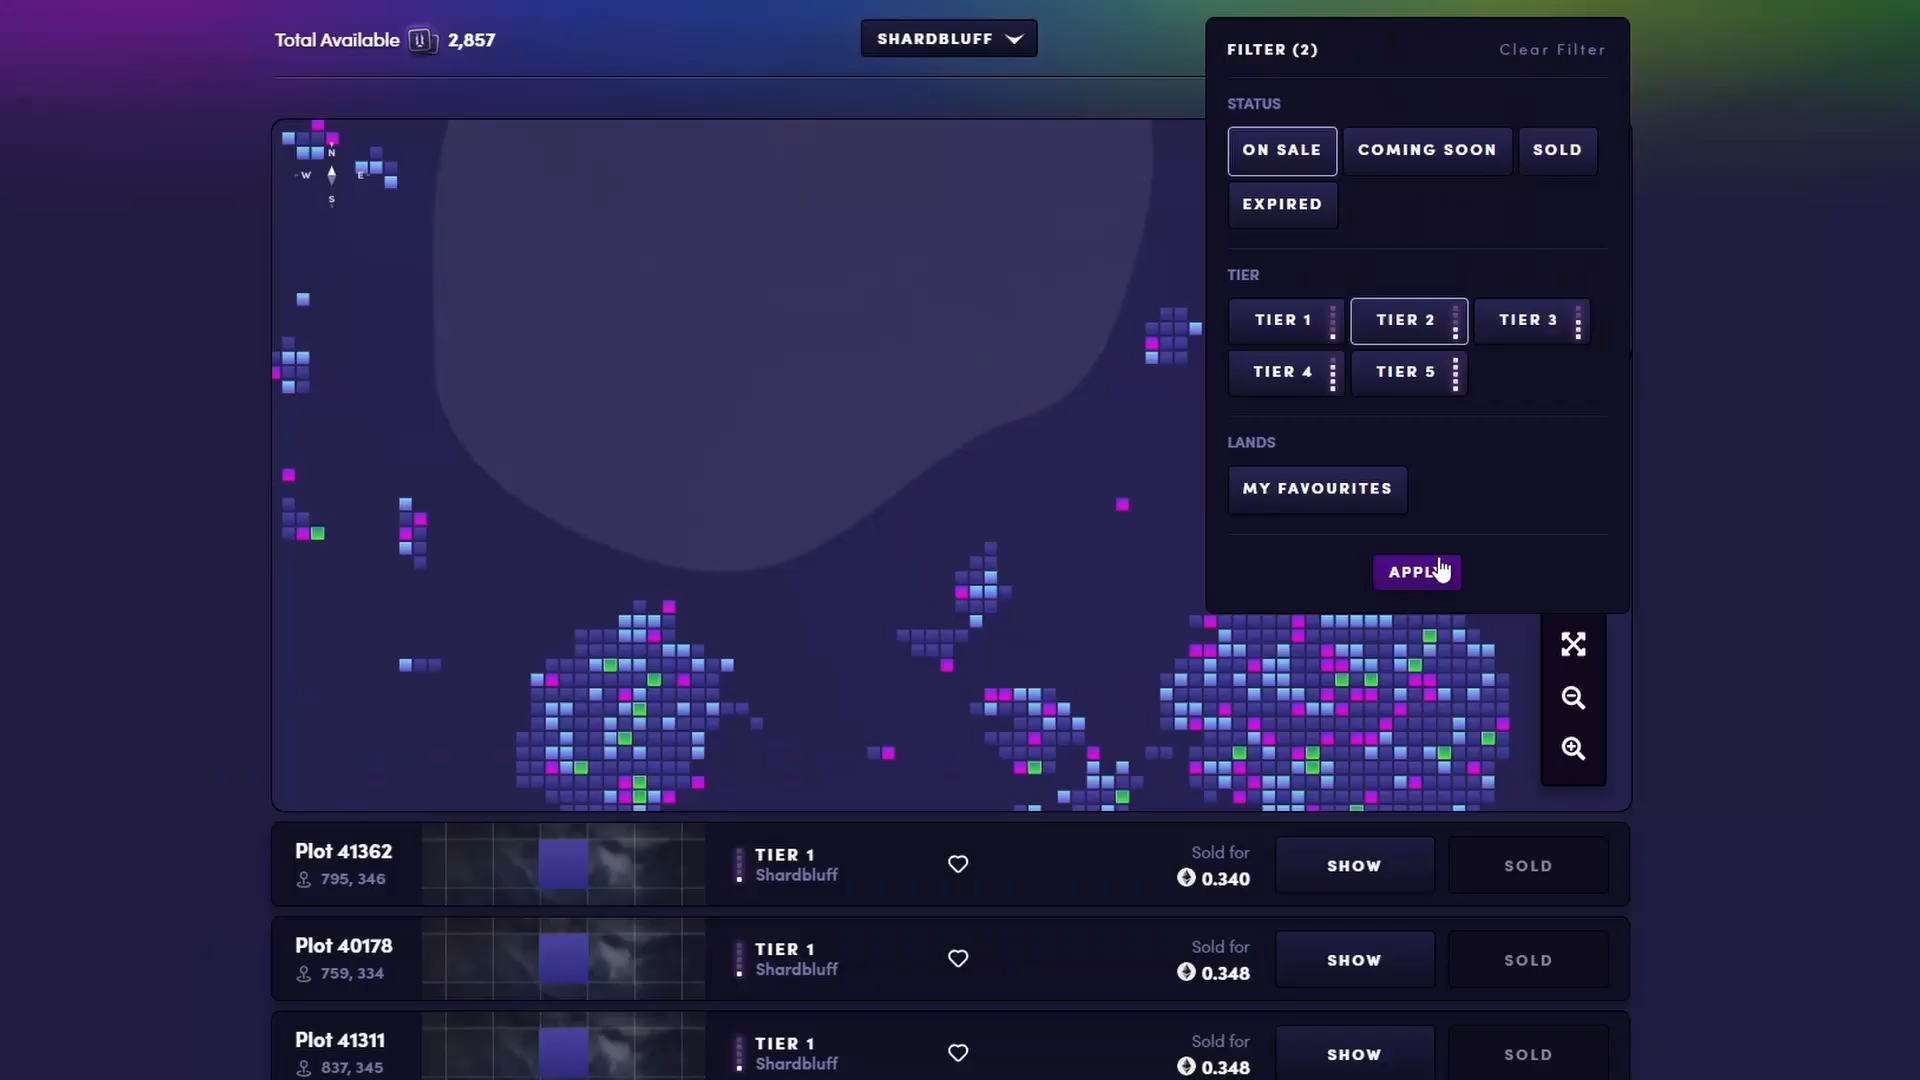 Total Available 2,857
SHARDBLUFF
FILTER (2)
Clear Filter
STATUS
ON SALE
COMING SOON
SOLD
EXPIRED
TIER
TIER 1
TIER 2
TIER 3
TIER 4
TIER 5
LANDS
MY FAVOURITES
N
W
E
S
Plot 41362
795, 346
TIER 1
Shardbluff
Sold for
0.340
SHOW
SOLD
Plot 40178
759, 334
TIER 1
Shardbluff
Sold for
0.348
SHOW
SOLD
Plot 41311
837, 345
TIER 1
Shardbluff
Sold for
0.348
SHOW
SOLD